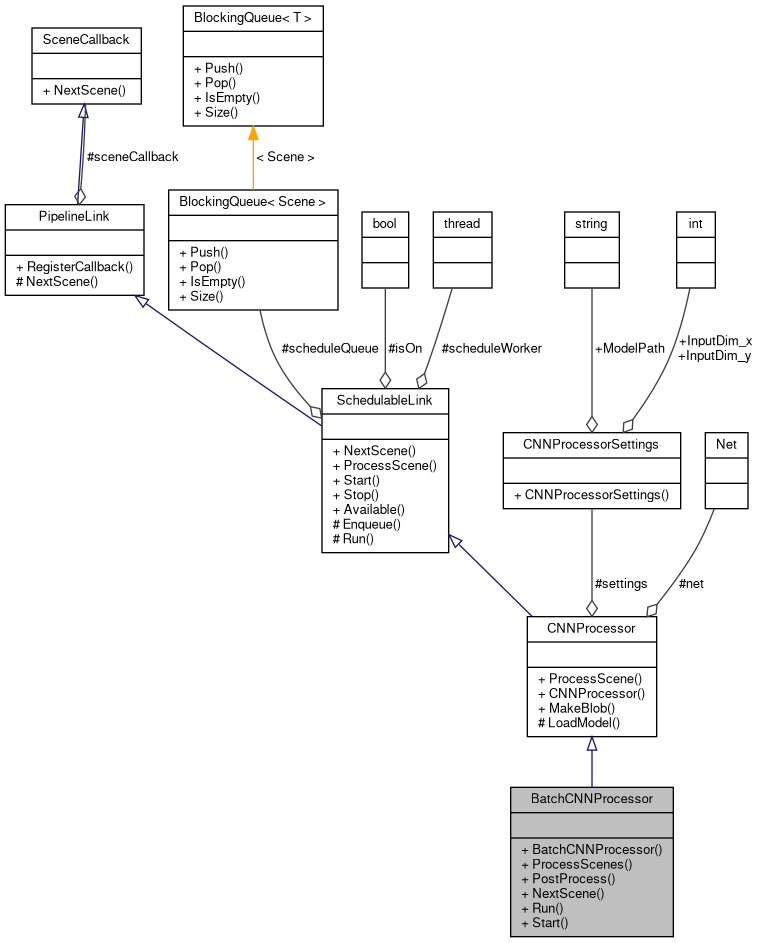 BlockingQueue< T >
+ Push()
+ Pop()
+ IsEmpty()
+ Size()
SceneCallback
+ NextScene()
#sceneCallback
< Scene >
PipelineLink
+ RegisterCallback()
# NextScene()
BlockingQueue< Scene >
+ Push()
+ Pop()
+ IsEmpty()
+ Size()
bool
thread
string
int
#scheduleQueue
#isOn
#scheduleWorker
+ModelPath
+InputDim_x
+InputDim_y
SchedulableLink
+ NextScene()
+ ProcessScene()
+ Start()
+ Stop()
+ Available()
# Enqueue()
# Run()
CNNProcessorSettings
+ CNNProcessorSettings()
Net
#settings
#net
CNNProcessor
+ ProcessScene()
+ CNNProcessor()
+ MakeBlob()
# LoadModel()
BatchCNNProcessor
+ BatchCNNProcessor()
+ ProcessScenes()
+ PostProcess()
+ NextScene()
+ Run()
+ Start()